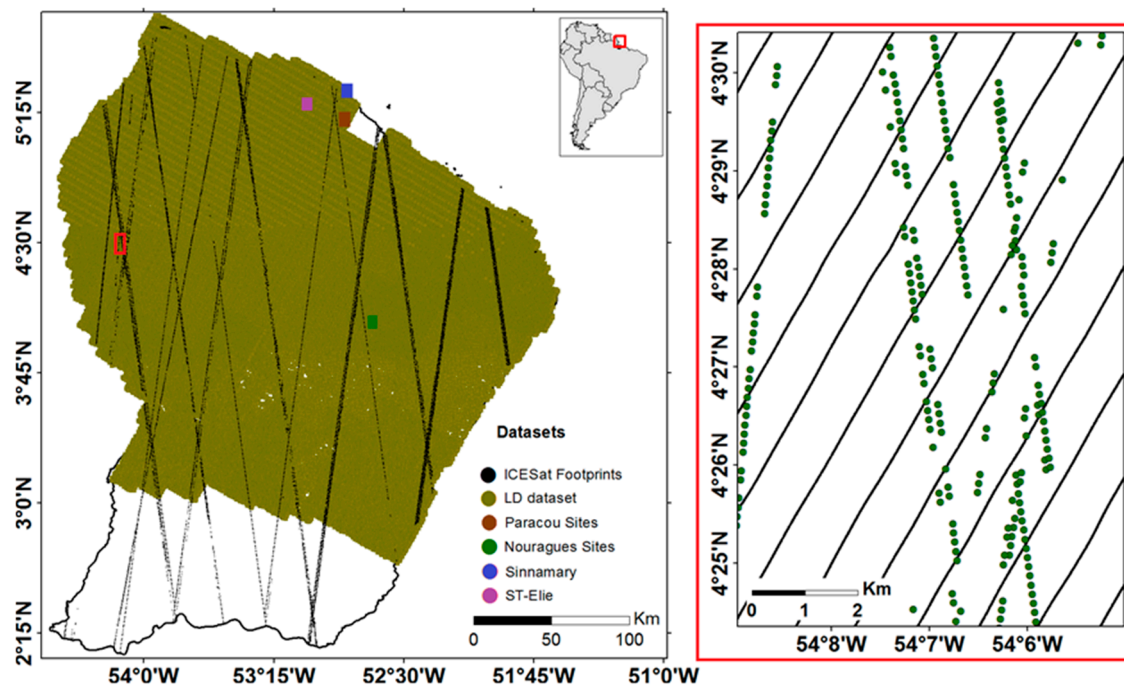 5°15'N
4°30'N
3°45'N
3°0'N
2°15'N
54°0'W
53°15'W
52°30'W
51°45'W
51°0'W
Datasets
ICESat Footprints
LD dataset
Paracou Sites
Nouragues Sites
Sinnamary
ST-Elie
Km
0 50 100
4°30'N
4°29'N
4°28'N
4°27'N
4°26'N
4°25'N
Km
0 1 2
54°8'W
54°7'W
54°6'W